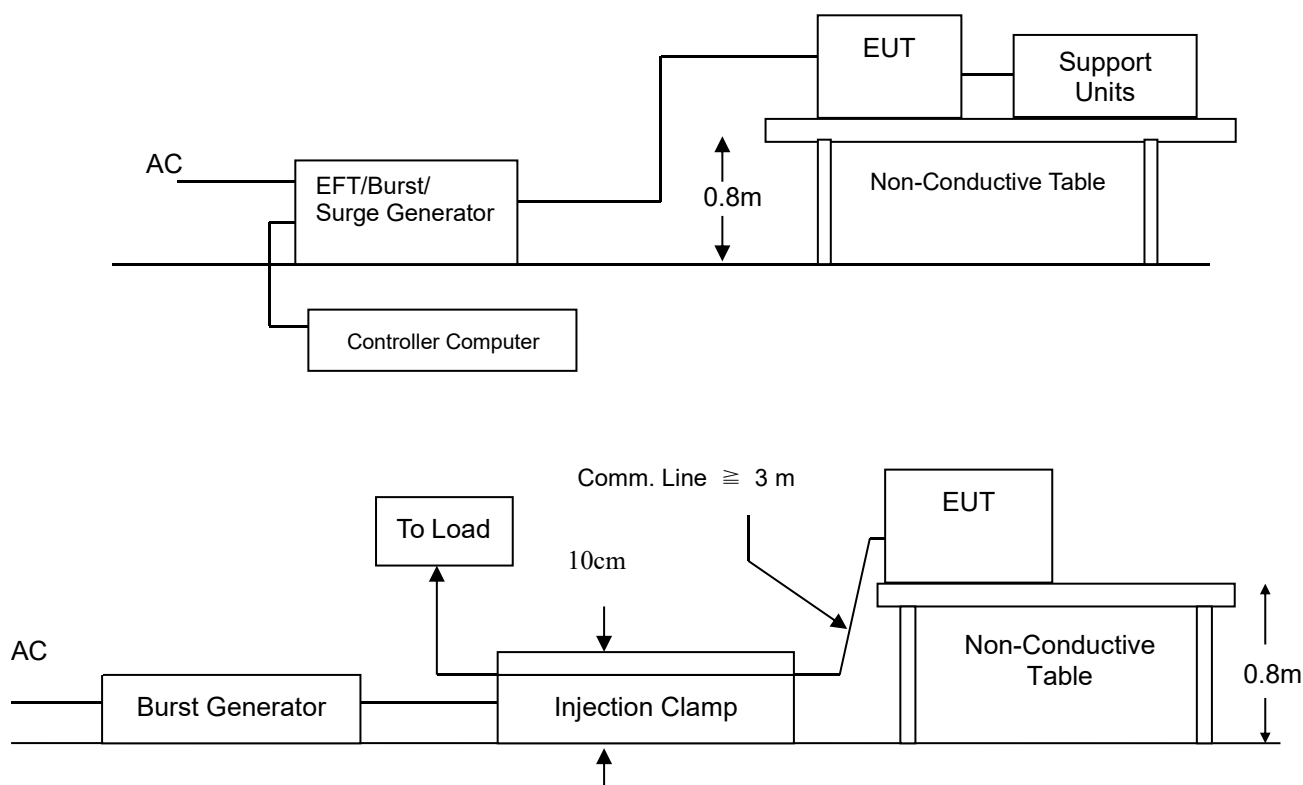 EUT
Support
Units
AC
EFT/Burst/
Surge Generator
0.8m
Non-Conductive Table
Controller Computer
Comm. Line ≧ 3 m
EUT
To Load
10cm
AC
Non-Conductive
Table
0.8m
Burst Generator
Injection Clamp